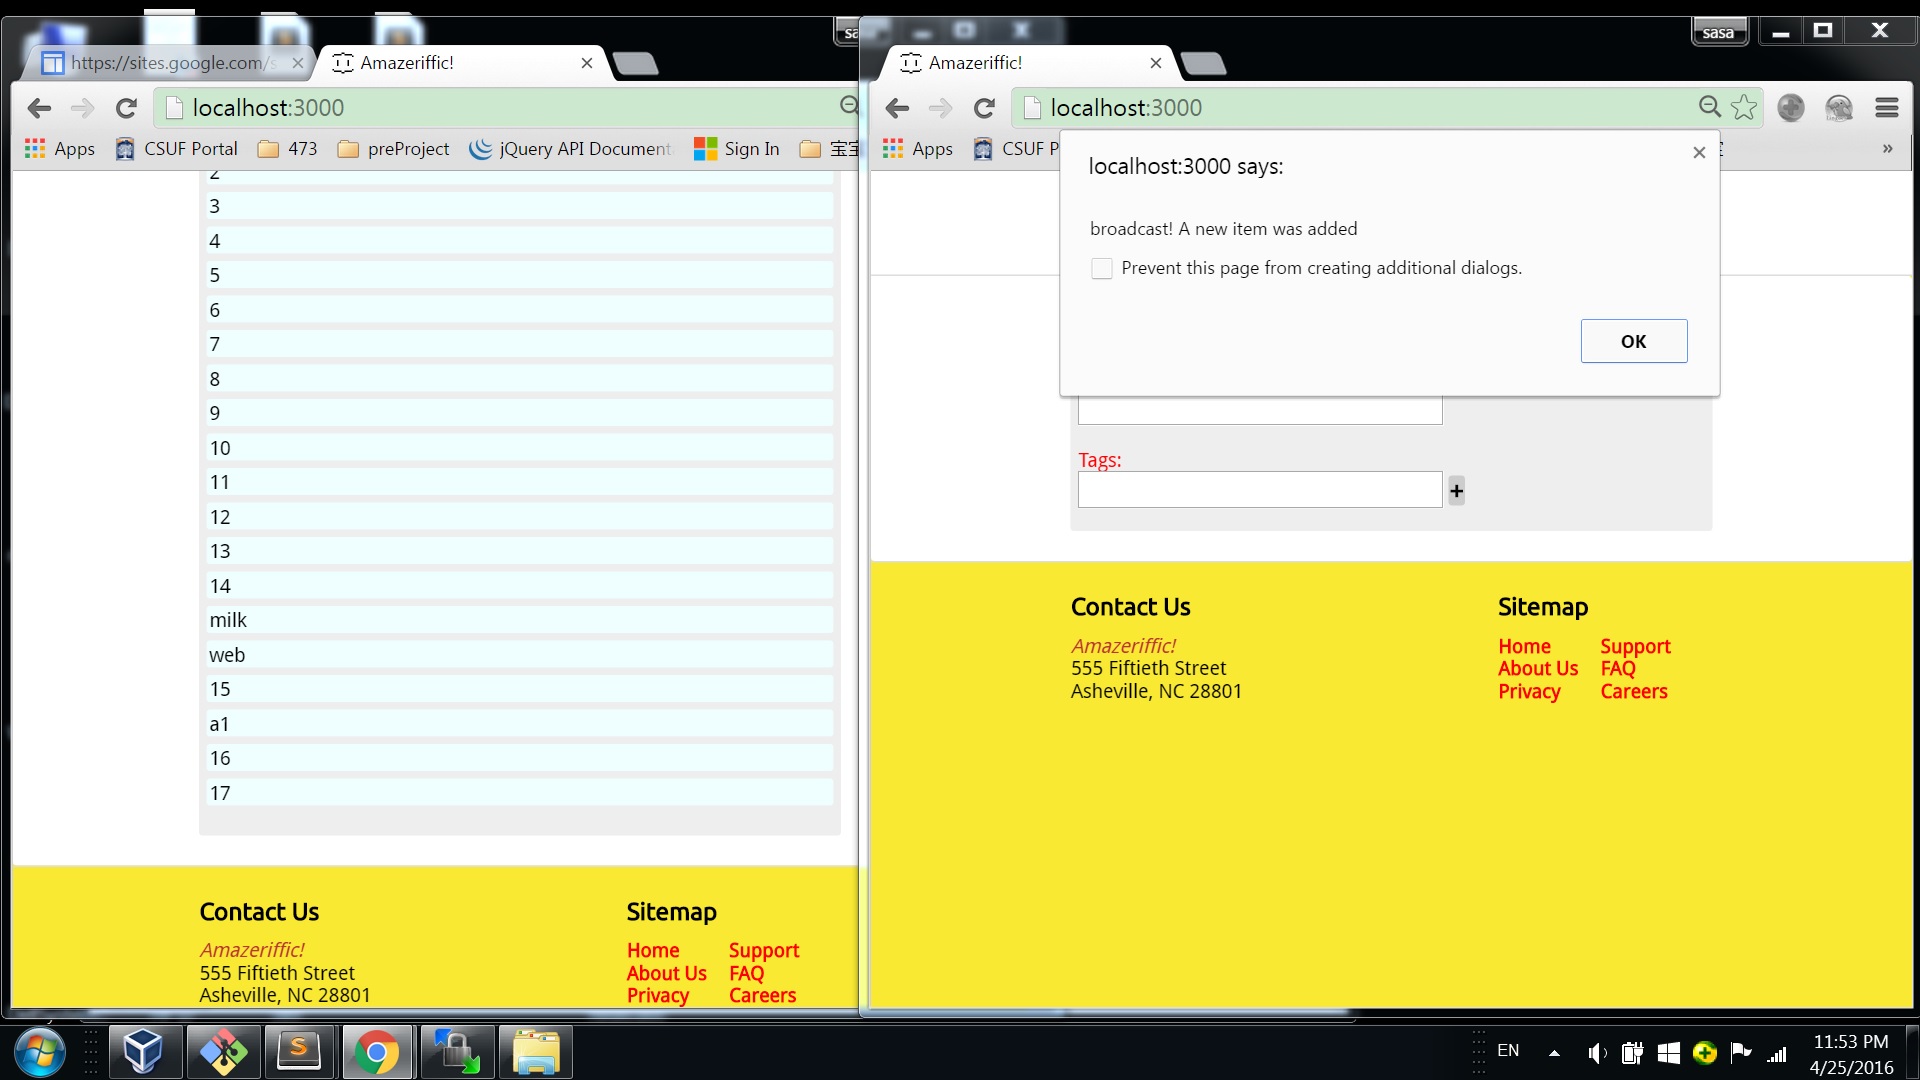 sa
https://sites.google.com/s
Amazeriffic!
localhost:3000
Apps
CSUF Portal
473
preProject
jQuery API Document
Sign In
2
3
4
5
6
7
8
9
10
11
12
13
14
milk
web
15
a1
16
17
Contact Us
Amazeriffic!
555 Fiftieth Street
Asheville, NC 28801
Sitemap
Home
Support
About Us
FAQ
Privacy
Careers
sasa
Amazeriffic!
localhost:3000
Apps
CSUF P
»
localhost:3000 says:
broadcast! A new item was added
Prevent this page from creating additional dialogs.
OK
Tags:
+
Contact Us
Amazeriffic!
555 Fiftieth Street
Asheville, NC 28801
Sitemap
Home
Support
About Us
FAQ
Privacy
Careers
EN
11:53 PM
4/25/2016